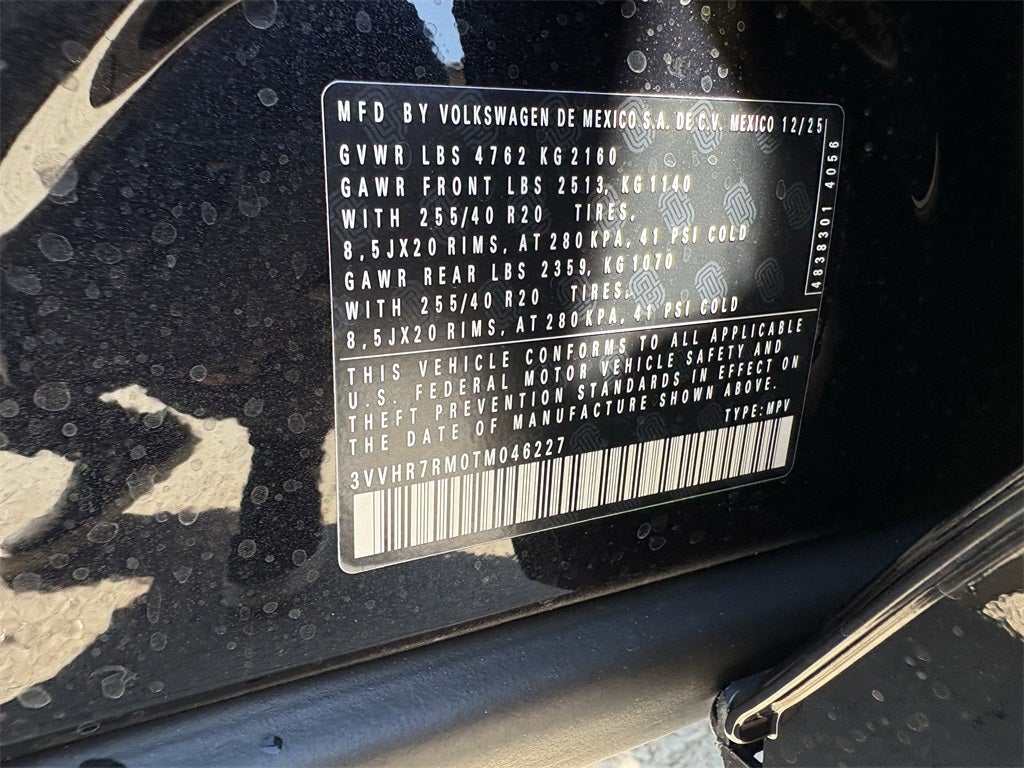 MFD BY VOLKSWAGEN DE MEXICO S.A. DE C.V. MEXICO 12/25
GVWR LBS 4762 KG 2160
GAWR FRONT LBS 2513, KG 1140
WITH 255/40 R20 TIRES,
8,5JX20 RIMS, AT 280 KPA, 41 PSI COLD
GAWR REAR LBS 2359, KG 1070
WITH 255/40 R20 TIRES,
8,5JX20 RIMS, AT 280 KPA, 41 PSI COLD
4838301 4056
THIS VEHICLE CONFORMS TO ALL APPLICABLE
U.S. FEDERAL MOTOR VEHICLE SAFETY AND
THEFT PREVENTION STANDARDS IN EFFECT ON
THE DATE OF MANUFACTURE SHOWN ABOVE.
TYPE: MPV
3VVHR7RM0TM046227